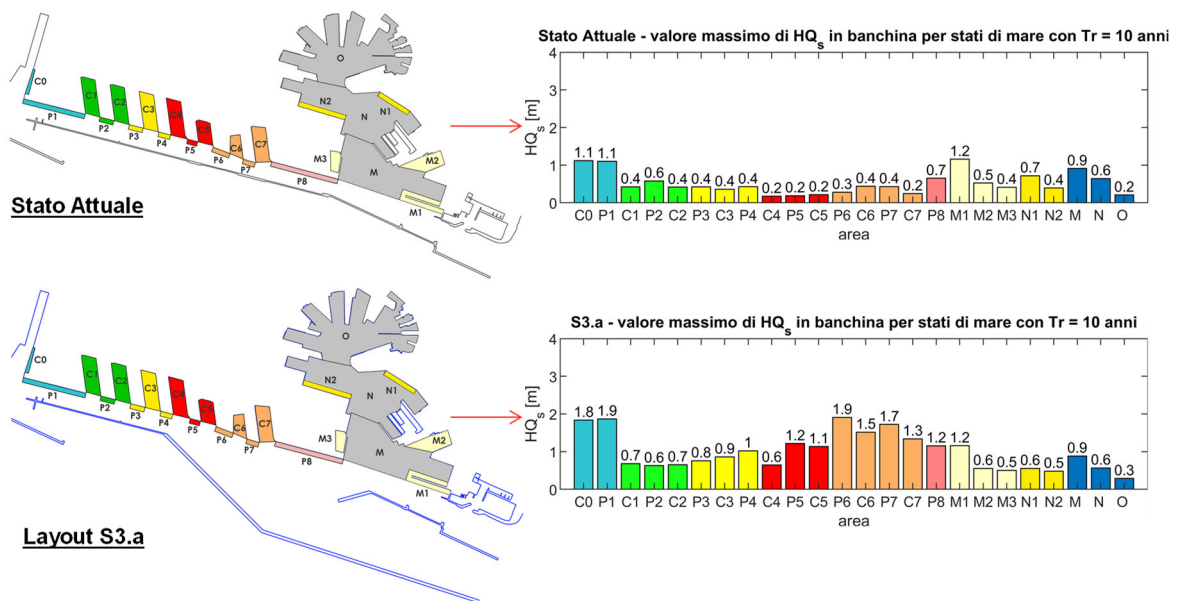 C0
P1
C1
P2
C2
P3
C3
P4
C4
P5
C5
P6
C6
P7
C7
P8
M3
M
M2
M1
N2
N
N1
O
Stato Attuale
Stato Attuale - valore massimo di HQs in banchina per stati di mare con Tr = 10 anni
HQs [m]
4
3
2
1
0
1.1 1.1 0.4 0.6 0.4 0.4 0.4 0.4 0.2 0.2 0.2 0.3 0.4 0.4 0.2 0.7 1.2 0.5 0.4 0.7 0.4 0.9 0.6 0.2
C0 P1 C1 P2 C2 P3 C3 P4 C4 P5 C5 P6 C6 P7 C7 P8 M1 M2 M3 N1 N2 M N O
area
C0
P1
C1
P2
C2
P3
C3
P4
C4
P5
C5
P6
C6
P7
C7
P8
M3
M
M2
M1
N2
N
N1
O
Layout S3.a
S3.a - valore massimo di HQs in banchina per stati di mare con Tr = 10 anni
HQs [m]
4
3
2
1
0
1.8 1.9 0.7 0.6 0.7 0.8 0.9 1 0.6 1.2 1.1 1.9 1.5 1.7 1.3 1.2 1.2 0.6 0.5 0.6 0.5 0.9 0.6 0.3
C0 P1 C1 P2 C2 P3 C3 P4 C4 P5 C5 P6 C6 P7 C7 P8 M1 M2 M3 N1 N2 M N O
area